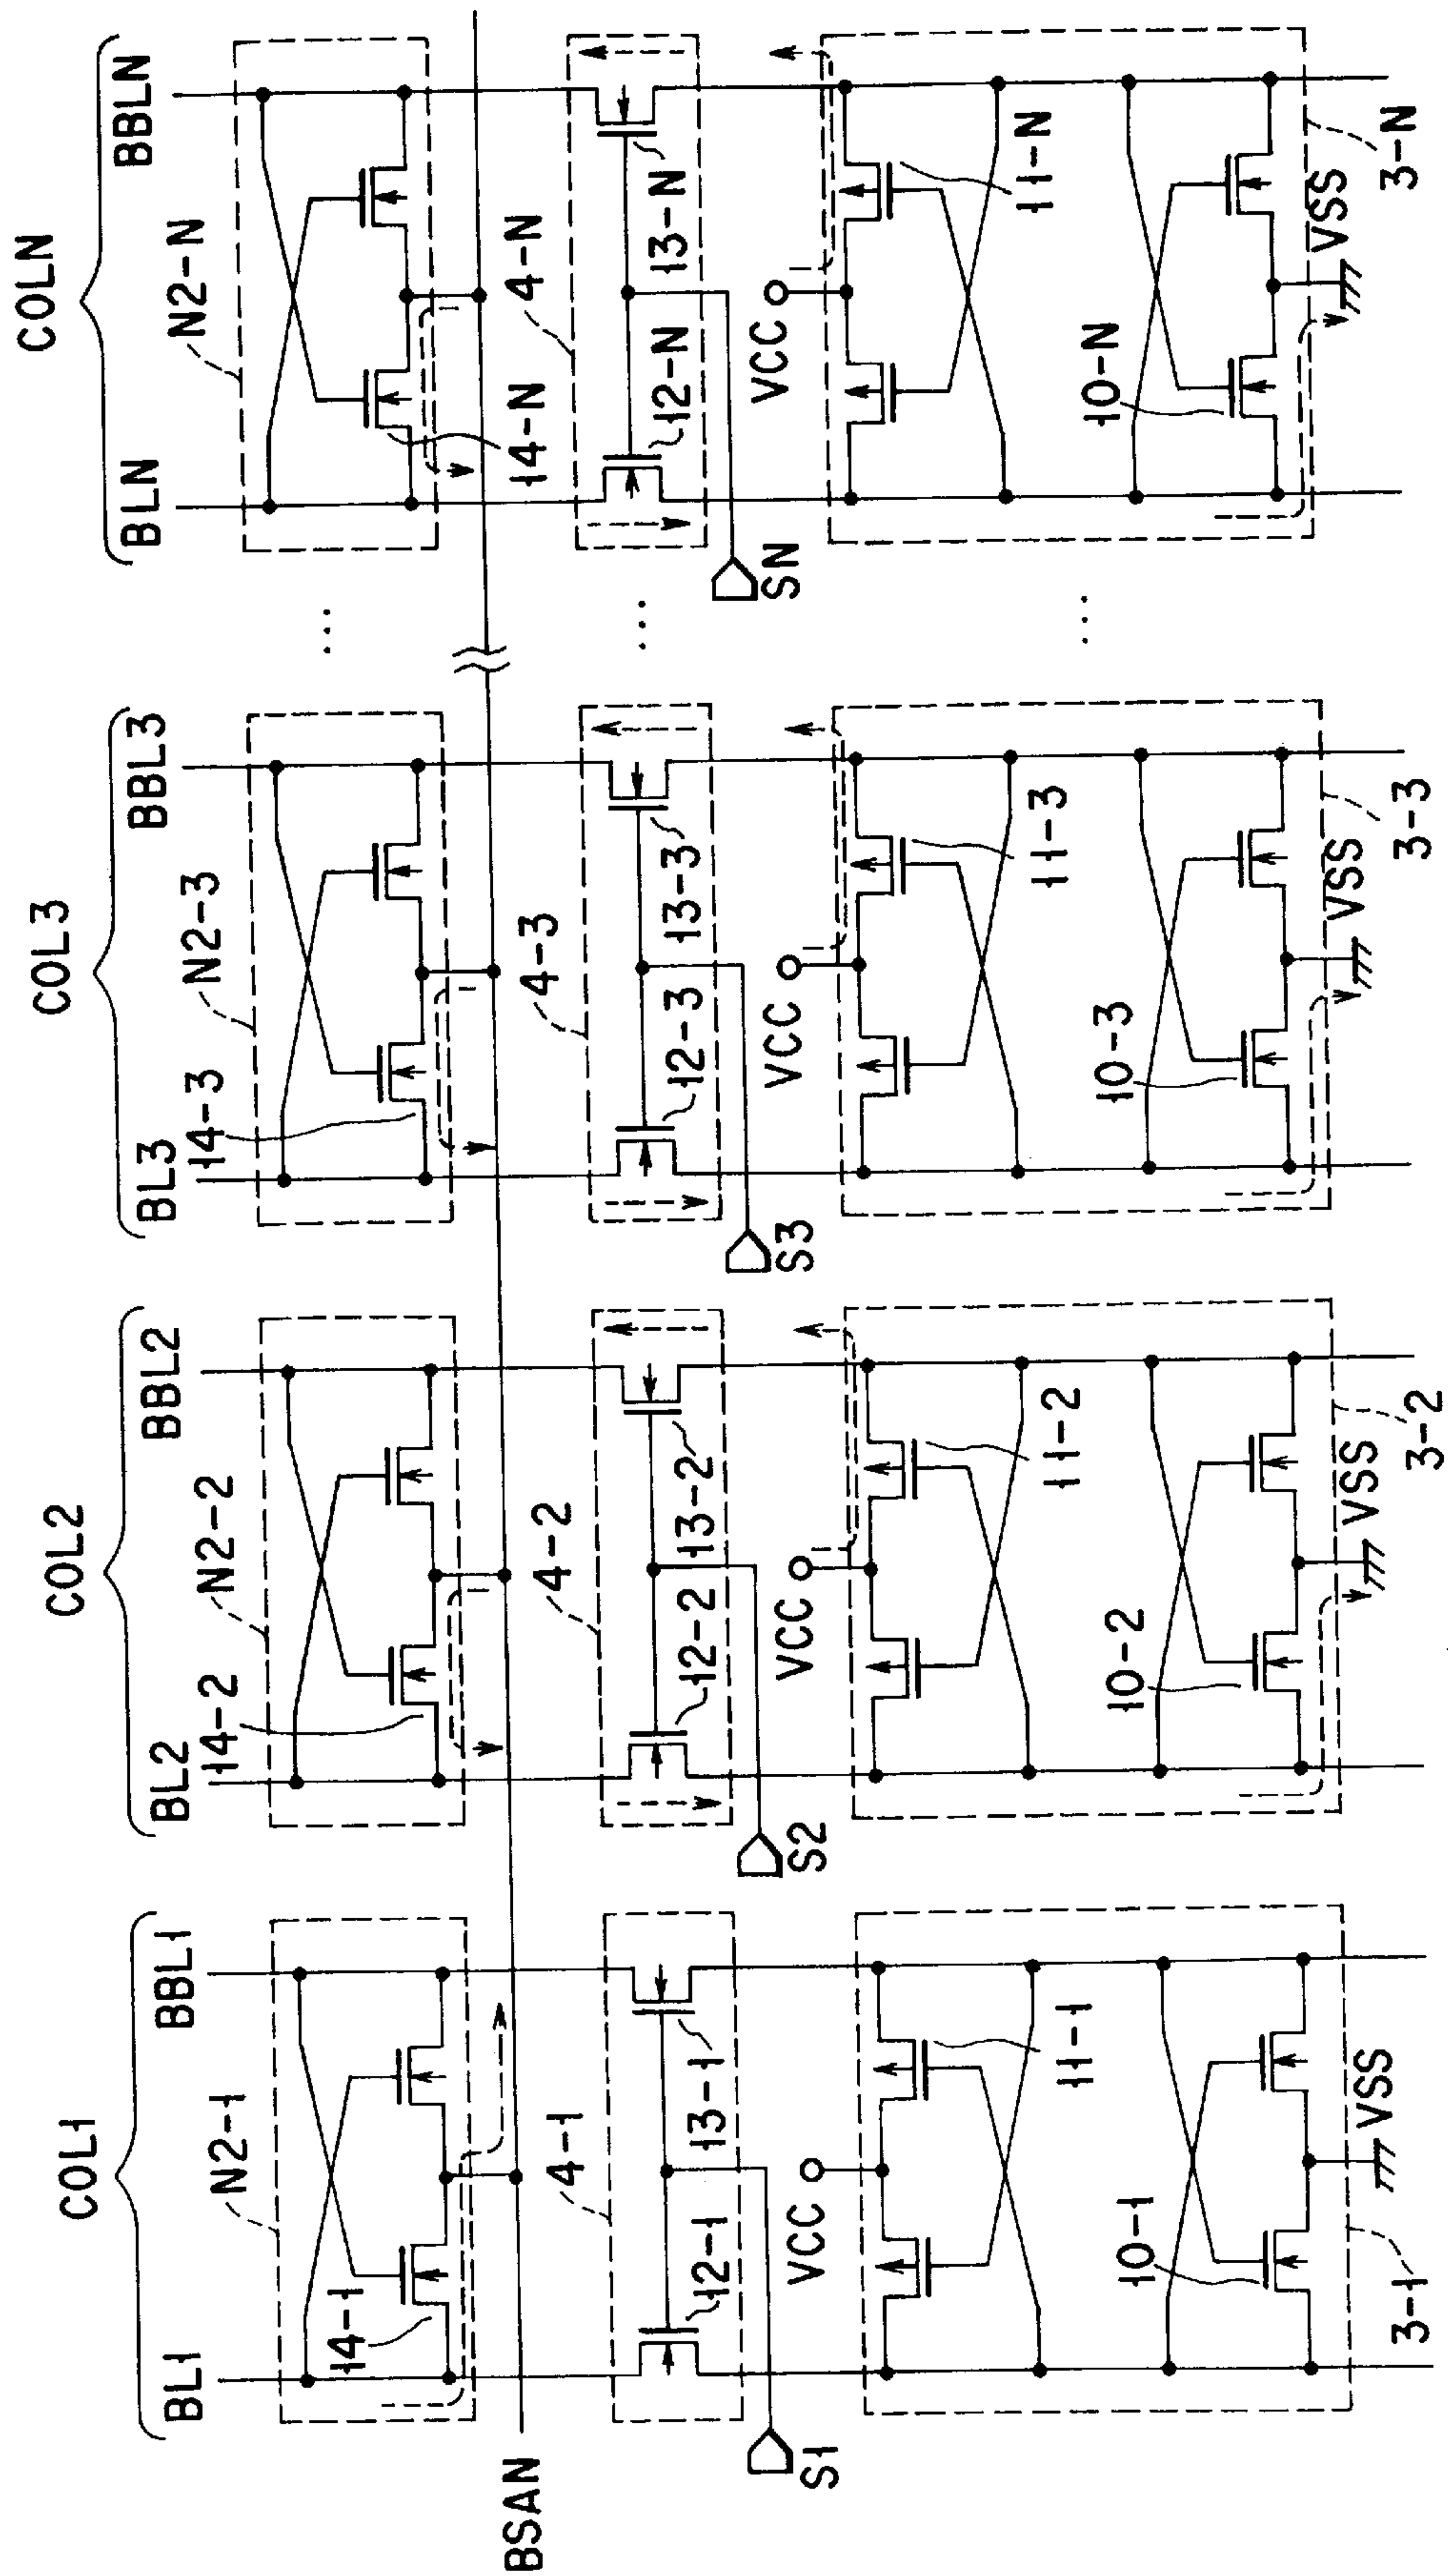 COL1
COL2
COL3
COLN
BL1
BBL1
BL2
BBL2
BL3
BBL3
BLN
BBLN
N2-1
N2-2
N2-3
N2-N
14-1
14-2
14-3
14-N
...
BSAN
4-1
4-2
4-3
4-N
12-1
13-1
12-2
13-2
12-3
13-3
12-N
13-N
...
S1
S2
S3
SN
VCC
VCC
VCC
VCC
11-1
11-2
11-3
11-N
...
10-1
10-2
10-3
10-N
VSS
VSS
VSS
VSS
3-1
3-2
3-3
3-N